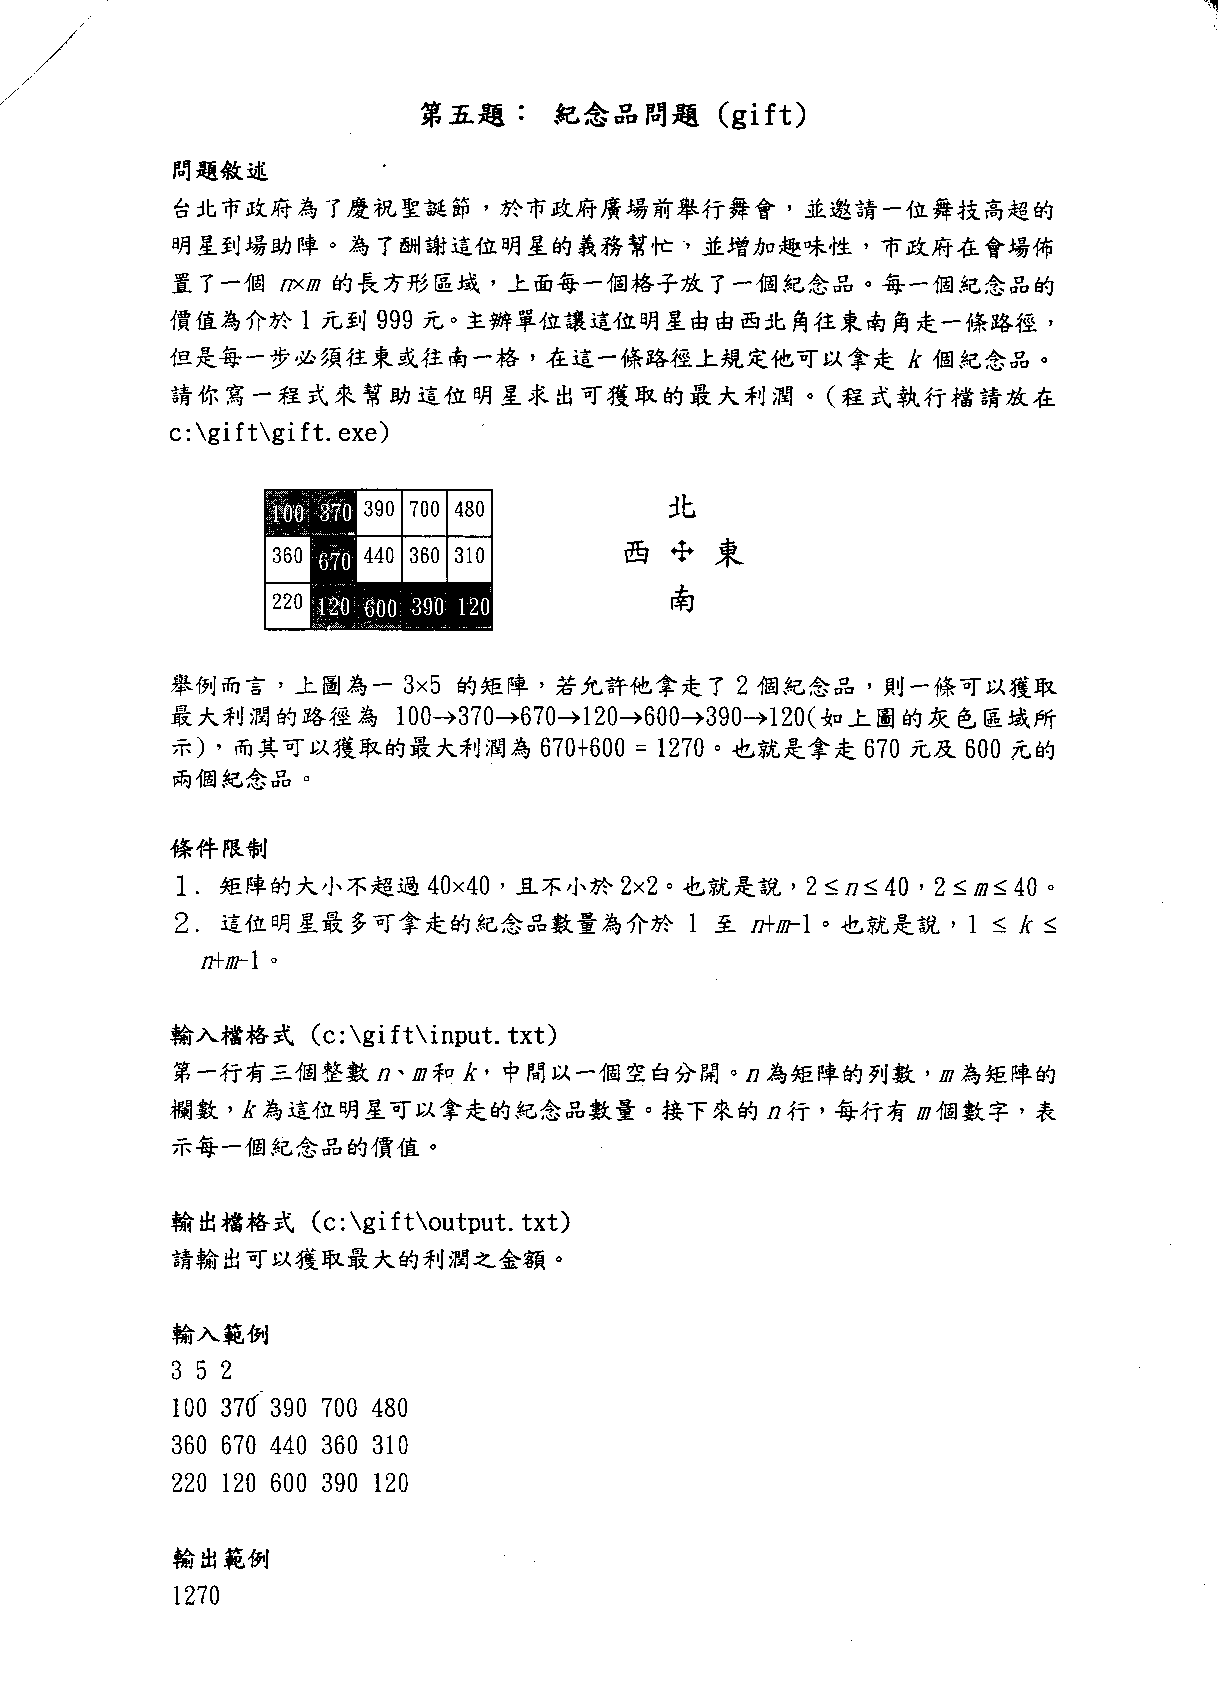 第五題： 紀念品問題 (gift)
問題敘述
台北市政府為了慶祝聖誕節，於市政府廣場前舉行舞會，並邀請一位舞技高超的
明星到場助陣。為了酬謝這位明星的義務幫忙，並增加趣味性，市政府在會場佈
置了一個 n×m 的長方形區域，上面每一個格子放了一個紀念品。每一個紀念品的
價值為介於 1 元到 999 元。主辦單位讓這位明星由由西北角往東南角走一條路徑，
但是每一步必須往東或往南一格，在這一條路徑上規定他可以拿走 k 個紀念品。
請你寫一程式來幫助這位明星求出可獲取的最大利潤。(程式執行檔請放在
c:\gift\gift.exe)
100 370 390 700 480
360 670 440 360 310
220 120 600 390 120
北
西 東
南
舉例而言，上圖為一 3×5 的矩陣，若允許他拿走了 2 個紀念品，則一條可以獲取
最大利潤的路徑為 100→370→670→120→600→390→120(如上圖的灰色區域所
示)，而其可以獲取的最大利潤為 670+600 = 1270。也就是拿走 670 元及 600 元的
兩個紀念品。
條件限制
1. 矩陣的大小不超過 40×40，且不小於 2×2。也就是說，2 ≤ n ≤ 40，2 ≤ m ≤ 40。
2. 這位明星最多可拿走的紀念品數量為介於 1 至 n+m-1。也就是說，1 ≤ k ≤
n+m-1。
輸入檔格式 (c:\gift\input.txt)
第一行有三個整數 n、m 和 k，中間以一個空白分開。n 為矩陣的列數，m 為矩陣的
欄數，k 為這位明星可以拿走的紀念品數量。接下來的 n 行，每行有 m 個數字，表
示每一個紀念品的價值。
輸出檔格式 (c:\gift\output.txt)
請輸出可以獲取最大的利潤之金額。
輸入範例
3 5 2
100 370 390 700 480
360 670 440 360 310
220 120 600 390 120
輸出範例
1270